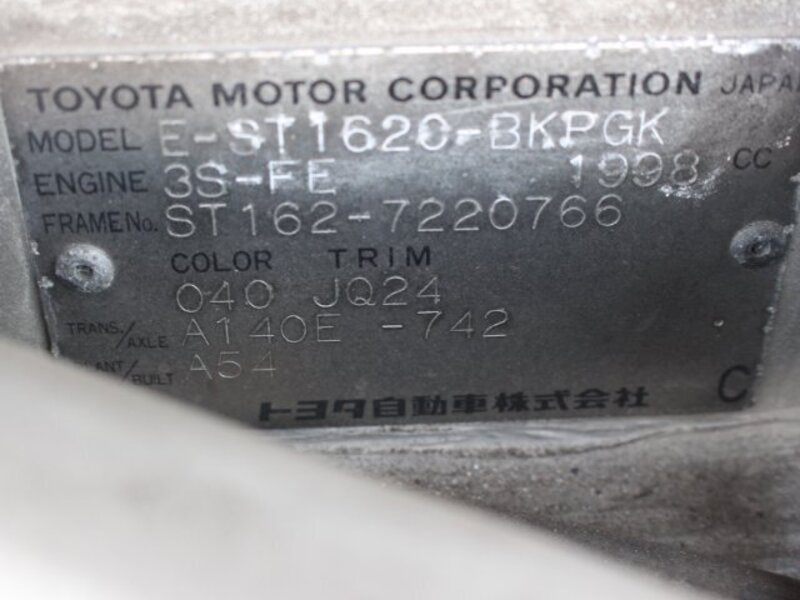 TOYOTA MOTOR CORPORATION JAPAN
MODEL E-ST162C-BKPGK
ENGINE 3S-FE 1998 CC
FRAME No. ST162-7220766
COLOR TRIM
040 JQ24
TRANS./AXLE A140E -742
PLANT/BUILT A54
トヨタ自動車株式会社 C